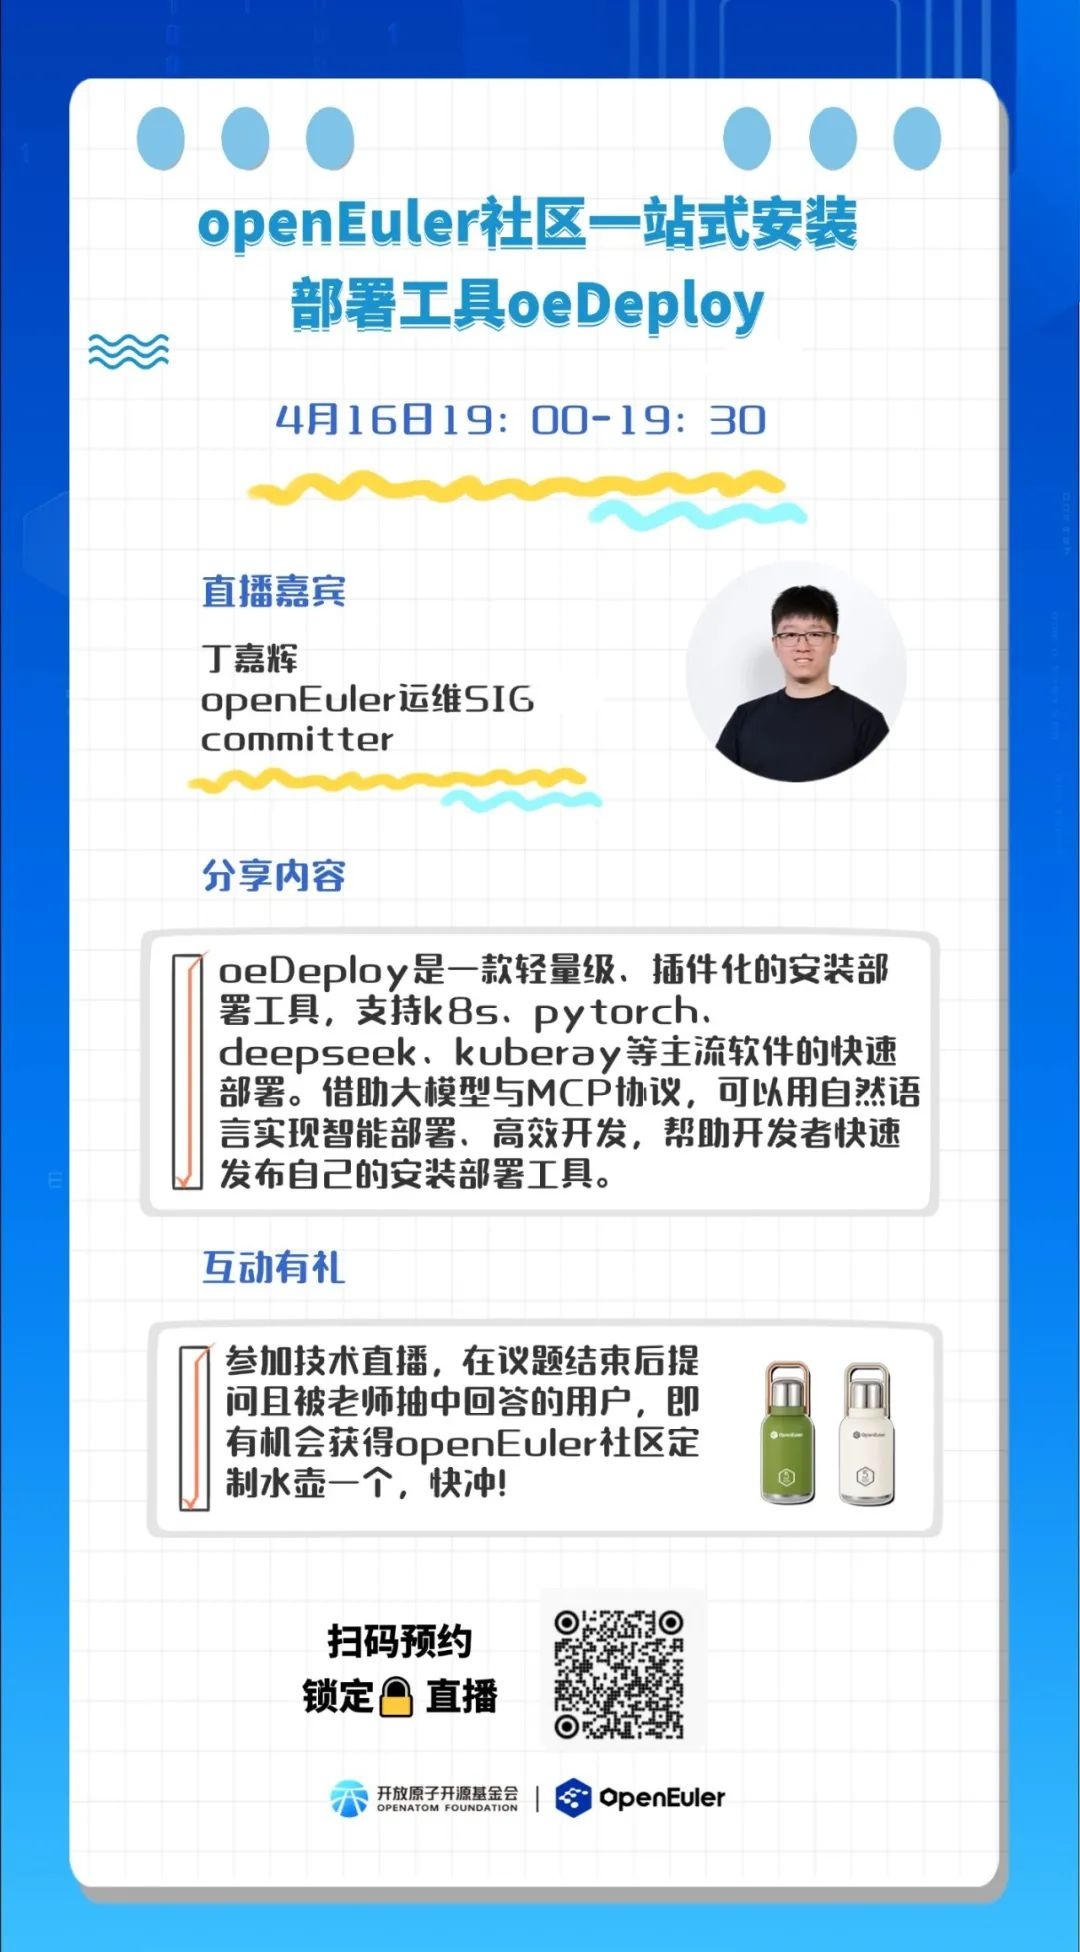 openEuler社区一站式安装
部署工具oeDeploy
4月16日19：00-19：30
直播嘉宾
丁嘉辉
openEuler运维SIG
committer
分享内容
oeDeploy是一款轻量级、插件化的安装部
署工具，支持k8s、pytorch、
deepseek、kuberay等主流软件的快速
部署。借助大模型与MCP协议，可以用自然语
言实现智能部署、高效开发，帮助开发者快速
发布自己的安装部署工具。
互动有礼
参加技术直播，在议题结束后提
问且被老师抽中回答的用户，即
有机会获得openEuler社区定
制水壶一个，快冲！
OpenEuler
OpenEuler
扫码预约
锁定🔒直播
开放原子开源基金会
OPENATOM FOUNDATION
OpenEuler